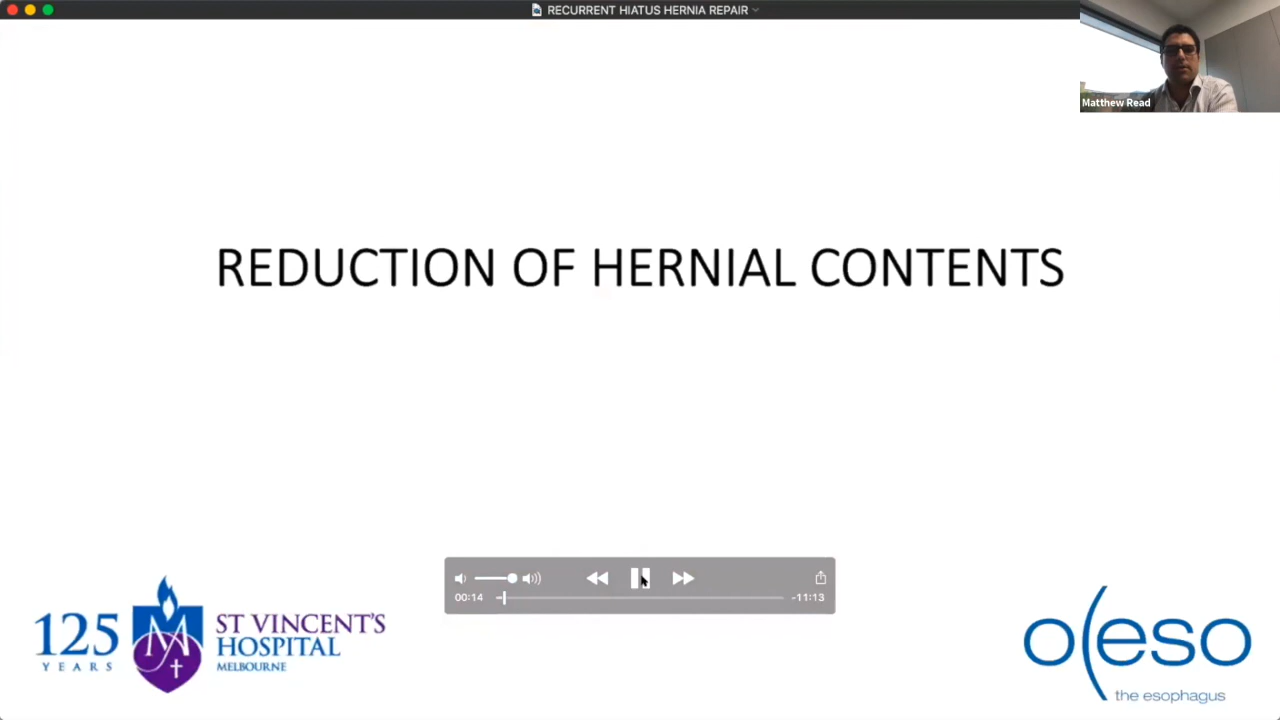 RECURRENT HIATUS HERNIA REPAIR
Matthew Read
REDUCTION OF HERNIAL CONTENTS
00:14
-11:13
125
YEARS
ST VINCENT'S
HOSPITAL
MELBOURNE
oeso
the esophagus